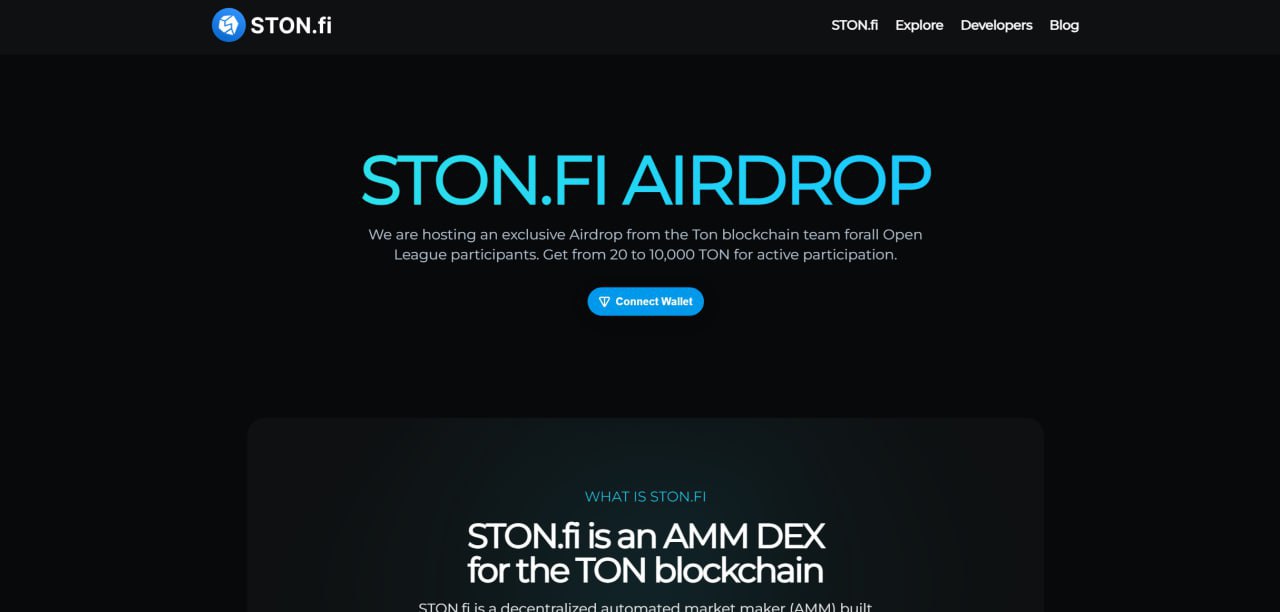 STON.fi
STON.fi Explore Developers Blog
STON.FI AIRDROP
We are hosting an exclusive Airdrop from the Ton blockchain team forall Open
League participants. Get from 20 to 10,000 TON for active participation.
Connect Wallet
WHAT IS STON.FI
STON.fi is an AMM DEX
for the TON blockchain
STON.fi is a decentralized automated market maker (AMM) built